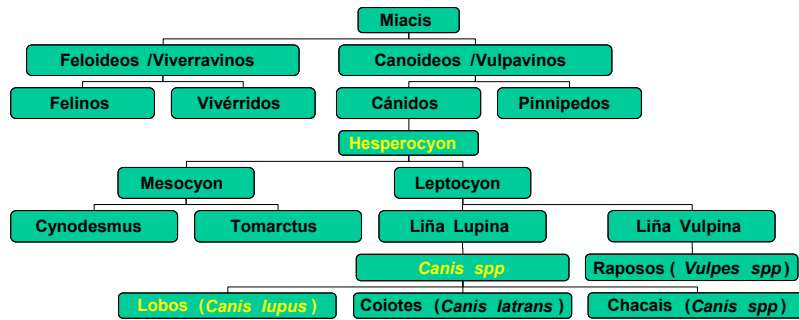 Miacis
Feloideos /Viverravinos
Canoideos /Vulpavinos
Felinos
Vivérridos
Cánidos
Pinnipedos
Hesperocyon
Mesocyon
Leptocyon
Cynodesmus
Tomarctus
Liña Lupina
Liña Vulpina
Canis spp
Raposos ( Vulpes spp )
Lobos (Canis lupus )
Coiotes (Canis latrans )
Chacais (Canis spp )